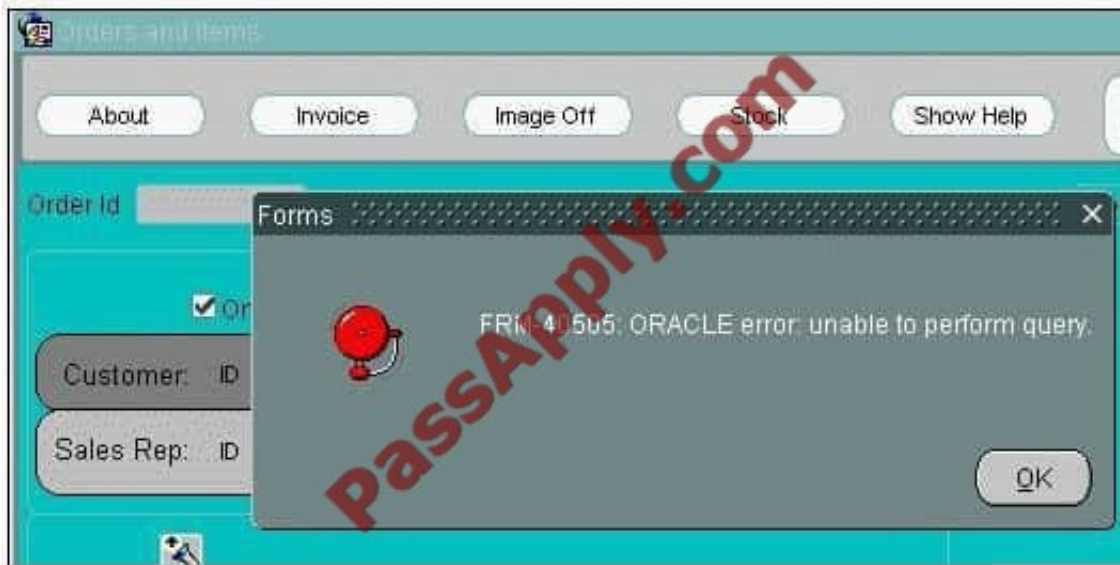 Orders and Items
About
Invoice
Image Off
Stock
Show Help
Order Id
Forms
FRM-40505: ORACLE error: unable to perform query.
Customer: ID
Sales Rep: ID
OK
PassApply.com